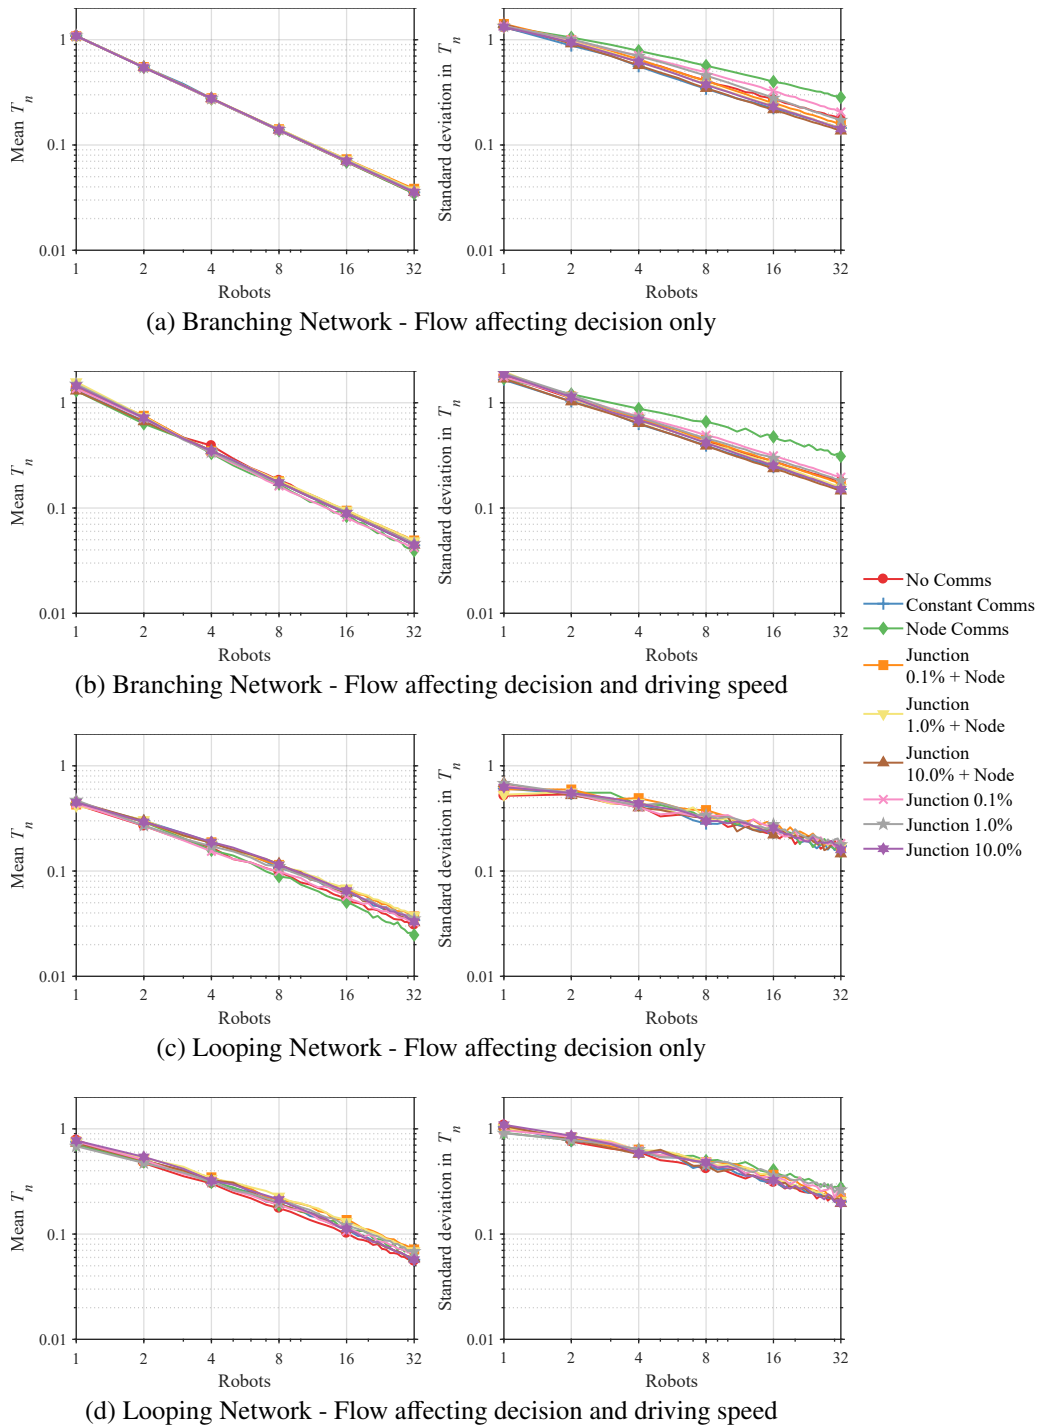 1
0.1
0.01
Mean Tn
1 2 4 8 16 32
Robots
1
0.1
0.01
Standard deviation in Tn
1 2 4 8 16 32
Robots
(a) Branching Network - Flow affecting decision only
1
0.1
0.01
Mean Tn
1 2 4 8 16 32
Robots
1
0.1
0.01
Standard deviation in Tn
1 2 4 8 16 32
Robots
(b) Branching Network - Flow affecting decision and driving speed
No Comms
Constant Comms
Node Comms
Junction
0.1% + Node
Junction
1.0% + Node
Junction
10.0% + Node
Junction 0.1%
Junction 1.0%
Junction 10.0%
1
0.1
0.01
Mean Tn
1 2 4 8 16 32
Robots
1
0.1
0.01
Standard deviation in Tn
1 2 4 8 16 32
Robots
(c) Looping Network - Flow affecting decision only
1
0.1
0.01
Mean Tn
1 2 4 8 16 32
Robots
1
0.1
0.01
Standard deviation in Tn
1 2 4 8 16 32
Robots
(d) Looping Network - Flow affecting decision and driving speed